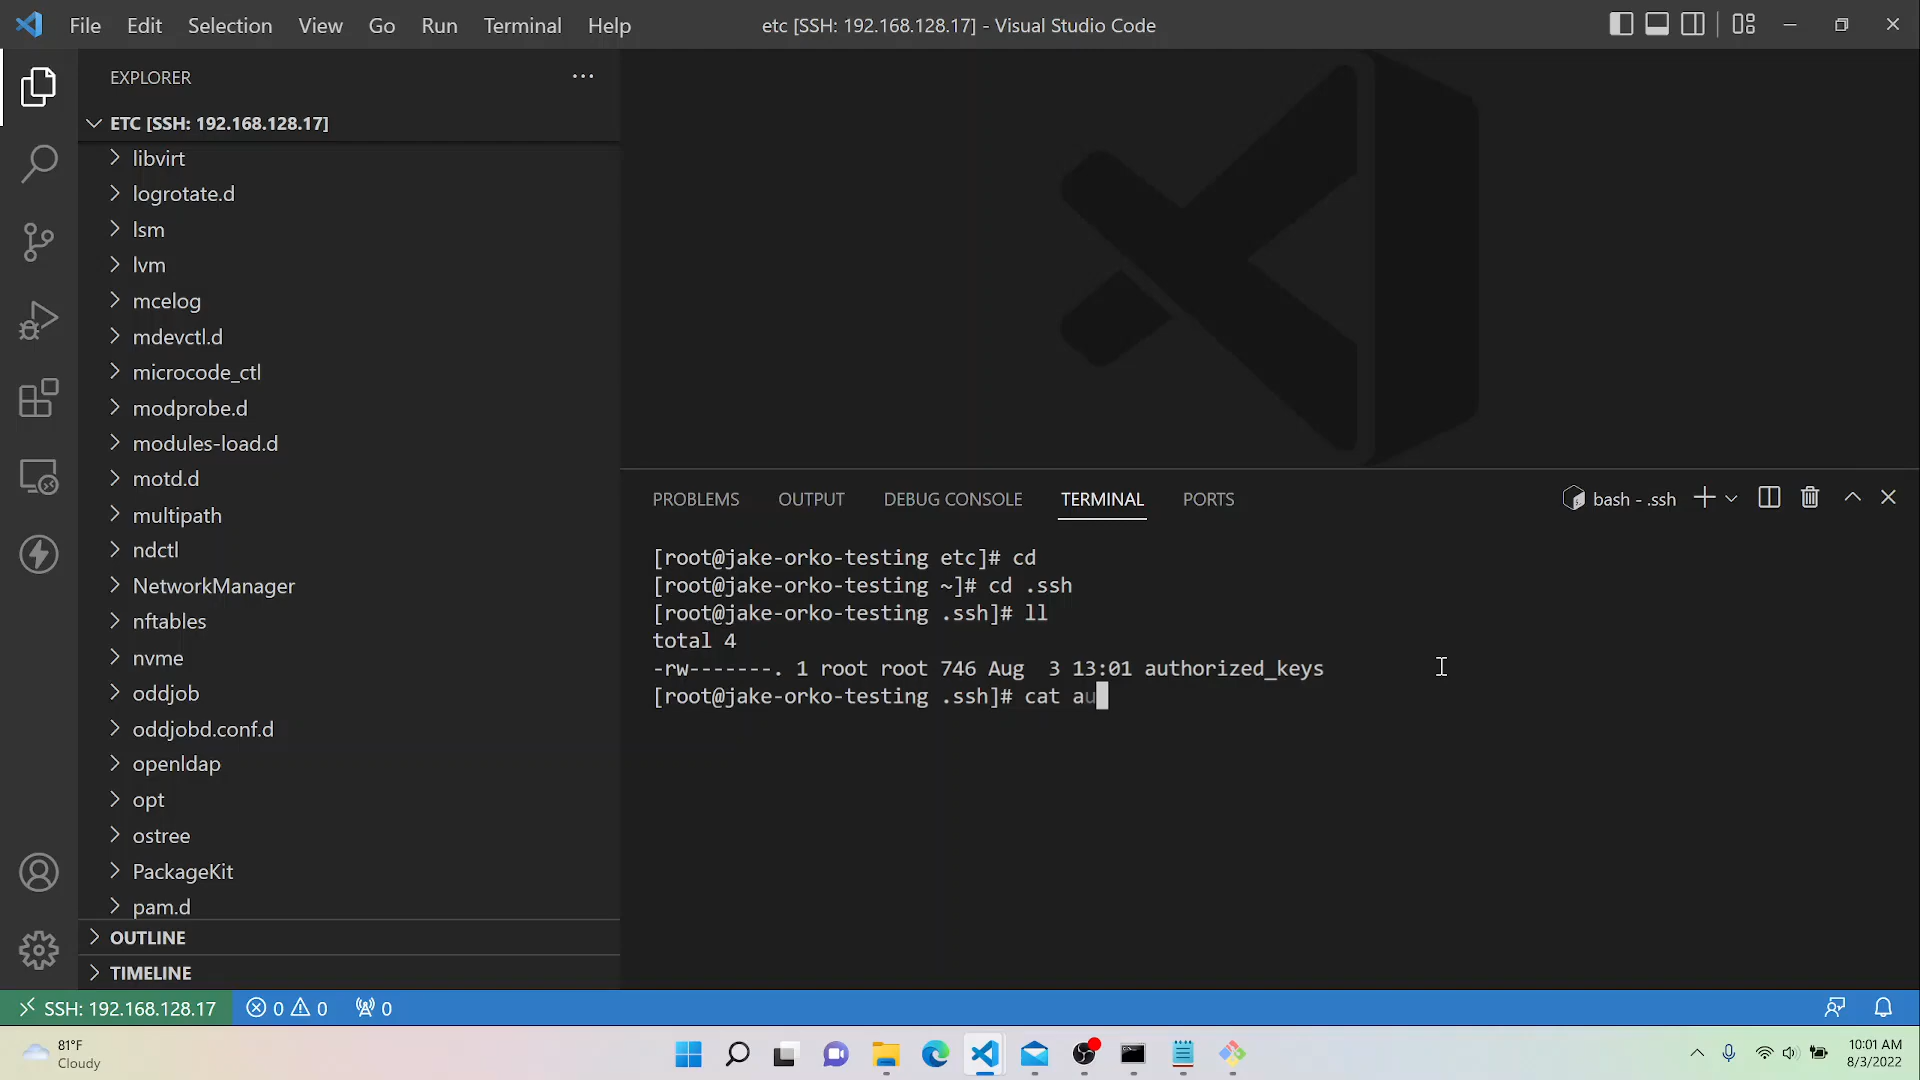 File Edit Selection View Go Run Terminal Help
etc [SSH: 192.168.128.17] - Visual Studio Code
EXPLORER
ETC [SSH: 192.168.128.17]
libvirt
logrotate.d
lsm
lvm
mcelog
mdevctl.d
microcode_ctl
modprobe.d
modules-load.d
motd.d
multipath
ndctl
NetworkManager
nftables
nvme
oddjob
oddjobd.conf.d
openldap
opt
ostree
PackageKit
pam.d
OUTLINE
TIMELINE
PROBLEMS OUTPUT DEBUG CONSOLE TERMINAL PORTS
bash - .ssh
[root@jake-orko-testing etc]# cd
[root@jake-orko-testing ~]# cd .ssh
[root@jake-orko-testing .ssh]# ll
total 4
-rw-------. 1 root root 746 Aug  3 13:01 authorized_keys
[root@jake-orko-testing .ssh]# cat au
SSH: 192.168.128.17 0 0 0
81°F
Cloudy
10:01 AM
8/3/2022